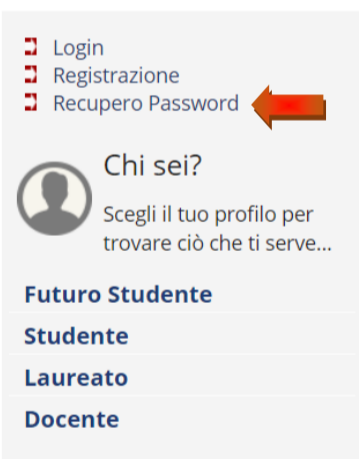 Login
Registrazione
Recupero Password
Chi sei?
Scegli il tuo profilo per
trovare ciò che ti serve...
Futuro Studente
Studente
Laureato
Docente